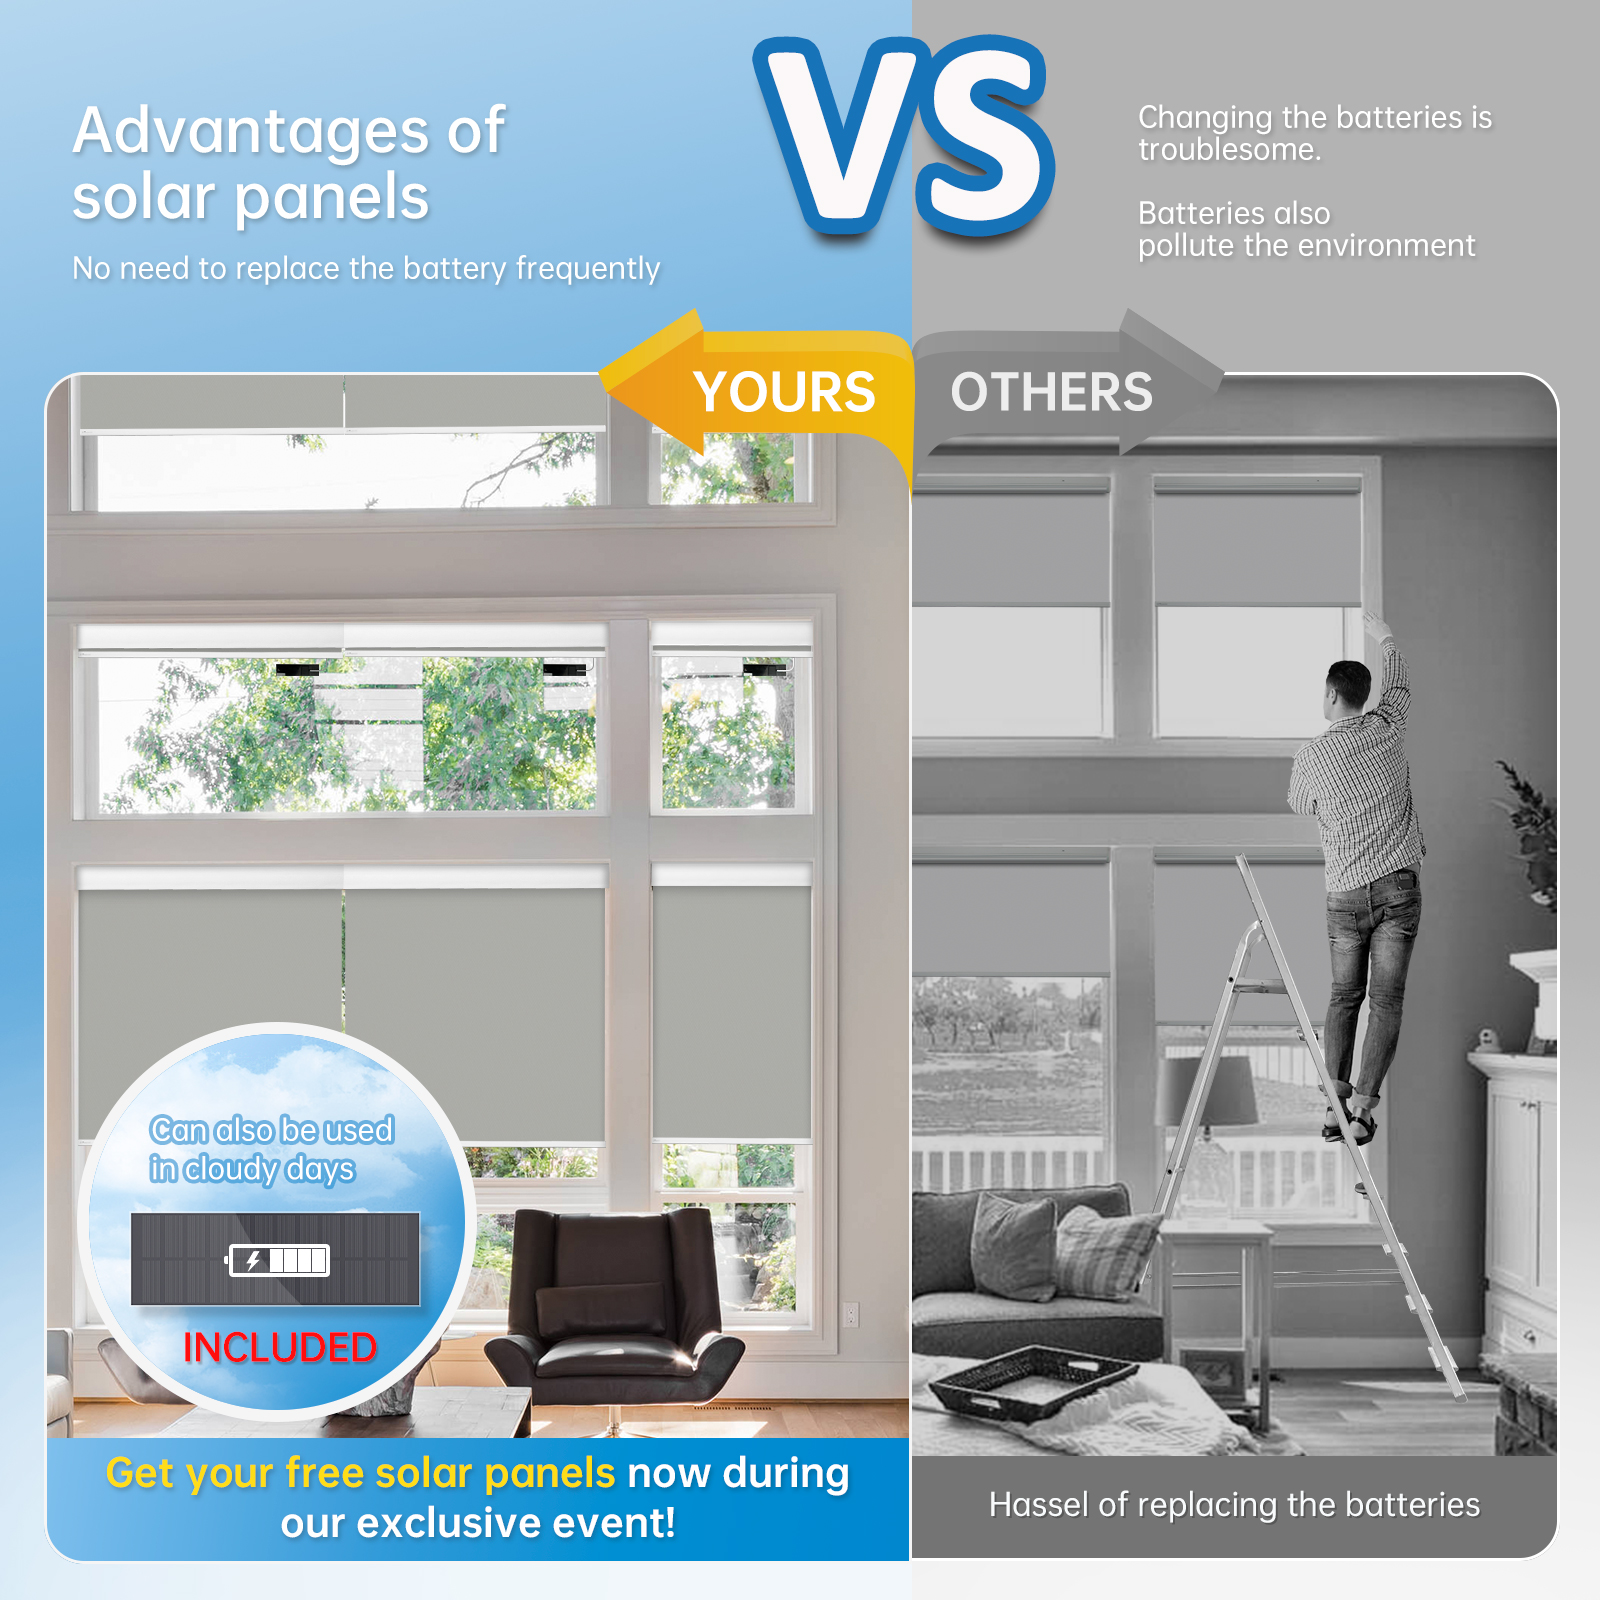 Advantages of
solar panels
No need to replace the battery frequently
VS
Changing the batteries is
troublesome.
Batteries also
pollute the environment
YOURS
OTHERS
Can also be used
in cloudy days
INCLUDED
Get your free solar panels now during
our exclusive event!
Hassel of replacing the batteries